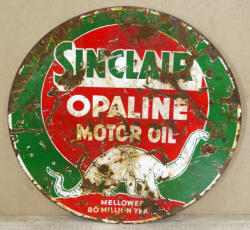 SINCLAIR
OPALINE
MOTOR OIL
MELLOWED
80 MILLION YEARS